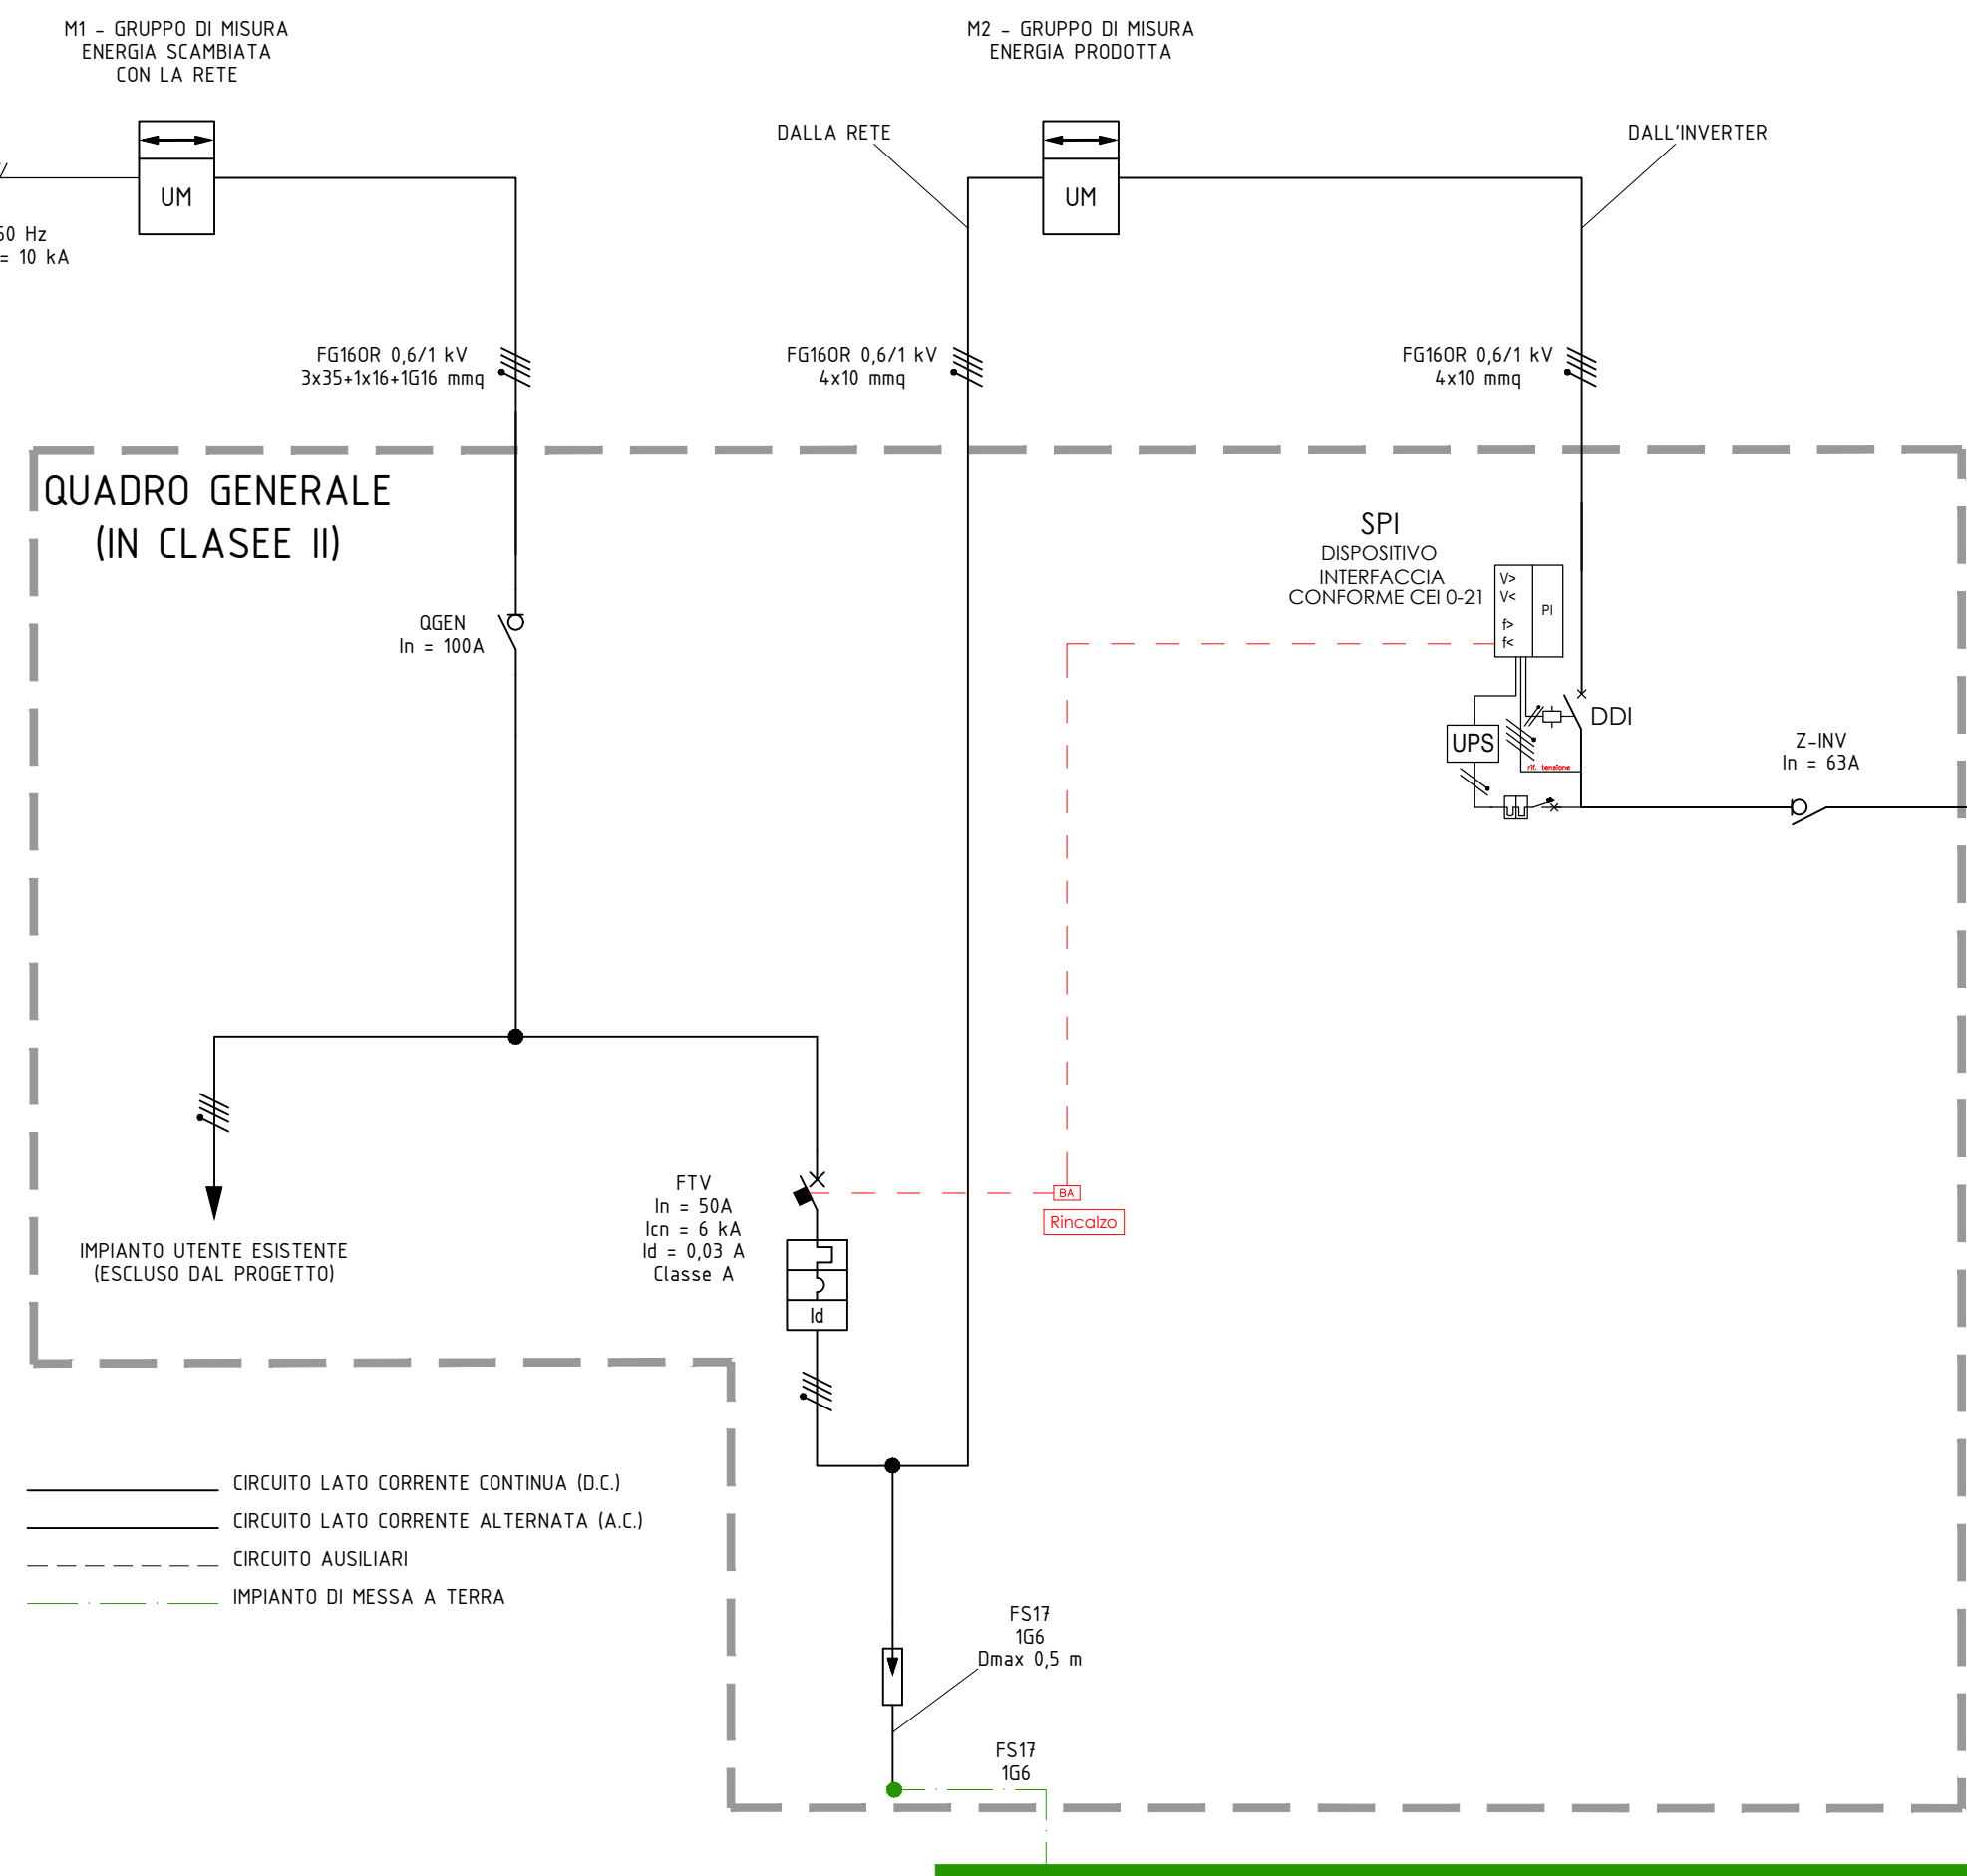 M1 - GRUPPO DI MISURA
ENERGIA SCAMBIATA
CON LA RETE
M2 - GRUPPO DI MISURA
ENERGIA PRODOTTA
DALLA RETE
DALL'INVERTER
UM
UM
50 Hz
= 10 kA
FG16OR 0,6/1 kV
3x35+1x16+1G16 mmq
FG16OR 0,6/1 kV
4x10 mmq
FG16OR 0,6/1 kV
4x10 mmq
QUADRO GENERALE
(IN CLASEE II)
SPI
DISPOSITIVO
INTERFACCIA
CONFORME CEI 0-21
V>
V<
f>
f<
PI
QGEN
In = 100A
DDI
UPS
rif. tensione
Z-INV
In = 63A
FTV
In = 50A
Icn = 6 kA
Id = 0,03 A
Classe A
BA
Rincalzo
IMPIANTO UTENTE ESISTENTE
(ESCLUSO DAL PROGETTO)
Id
CIRCUITO LATO CORRENTE CONTINUA (D.C.)
CIRCUITO LATO CORRENTE ALTERNATA (A.C.)
CIRCUITO AUSILIARI
IMPIANTO DI MESSA A TERRA
FS17
1G6
Dmax 0,5 m
FS17
1G6